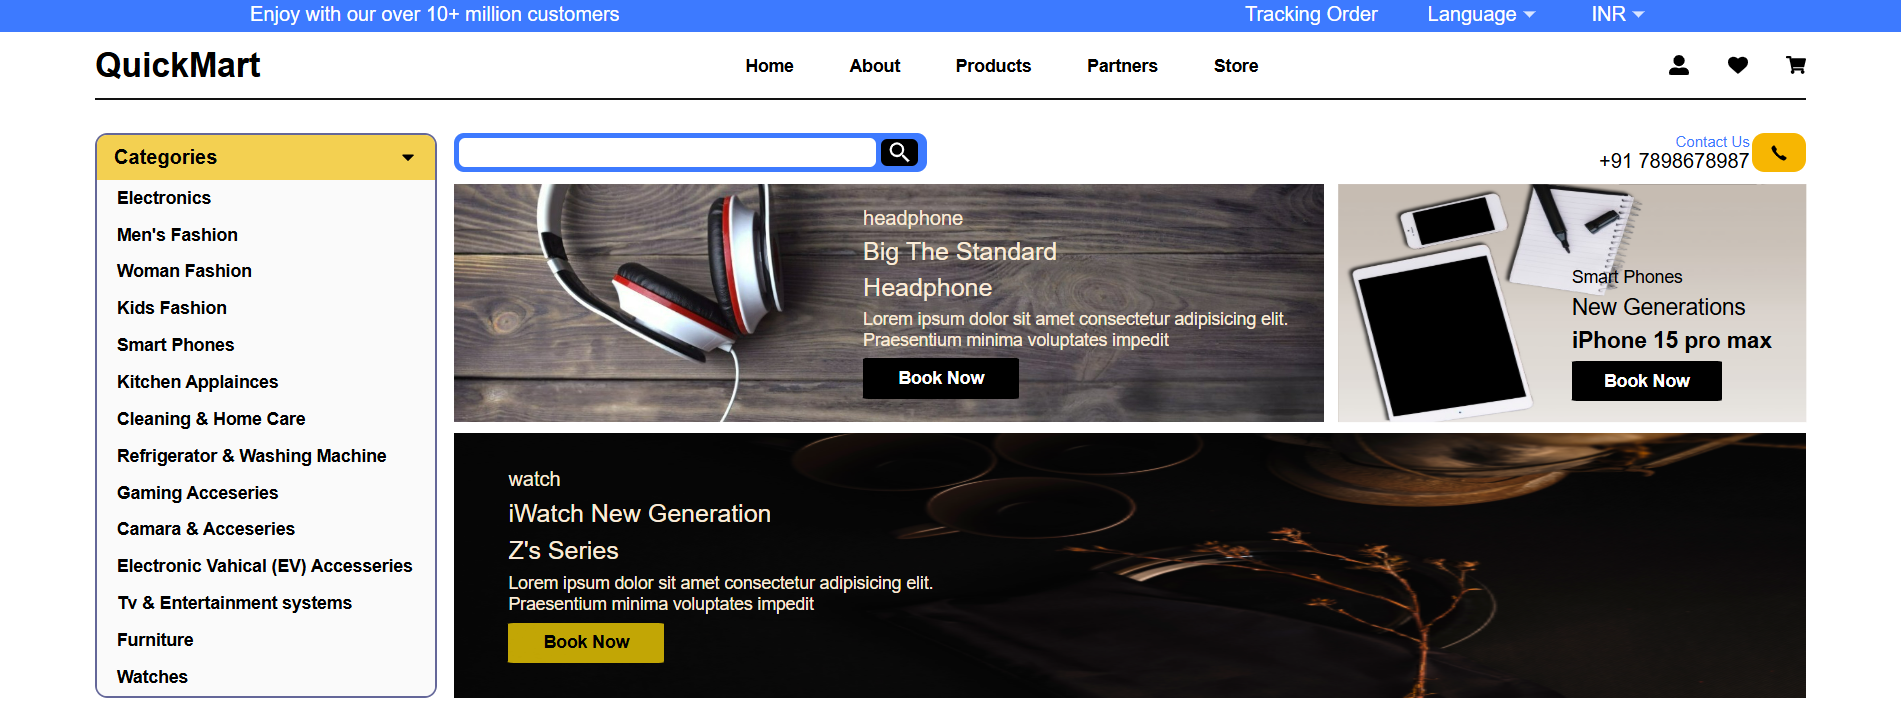 Enjoy with our over 10+ million customers
Tracking Order
Language
INR
QuickMart
Home
About
Products
Partners
Store
Categories
Electronics
Men's Fashion
Woman Fashion
Kids Fashion
Smart Phones
Kitchen Applainces
Cleaning & Home Care
Refrigerator & Washing Machine
Gaming Acceseries
Camara & Acceseries
Electronic Vahical (EV) Accesseries
Tv & Entertainment systems
Furniture
Watches
Contact Us
+91 7898678987
headphone
Big The Standard
Headphone
Lorem ipsum dolor sit amet consectetur adipisicing elit.
Praesentium minima voluptates impedit
Book Now
Smart Phones
New Generations
iPhone 15 pro max
Book Now
watch
iWatch New Generation
Z's Series
Lorem ipsum dolor sit amet consectetur adipisicing elit.
Praesentium minima voluptates impedit
Book Now